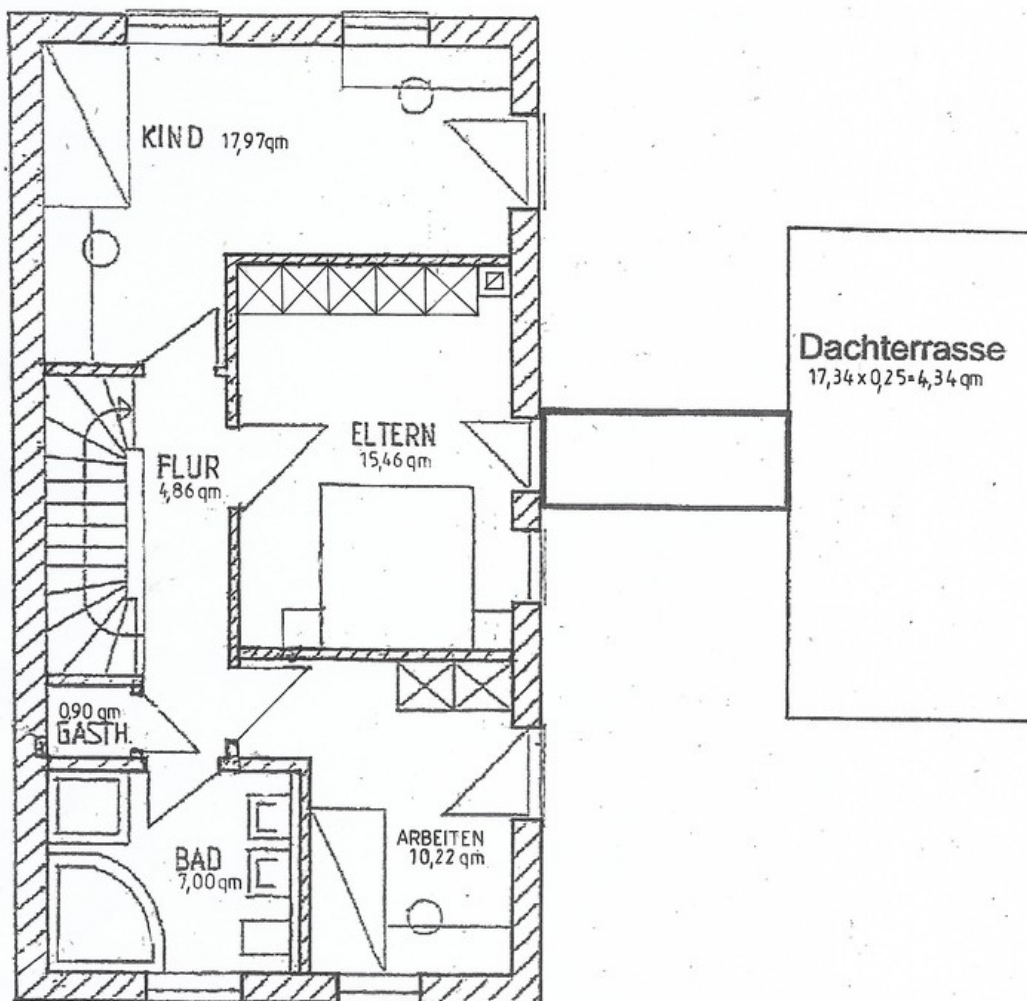 KIND 17,97qm
Dachterrasse
17,34 x 0,25=4,34 qm
ELTERN
15,46 qm
FLUR
4,86 qm
0,90 qm
GASTH.
BAD
7,00 qm
ARBEITEN
10,22 qm